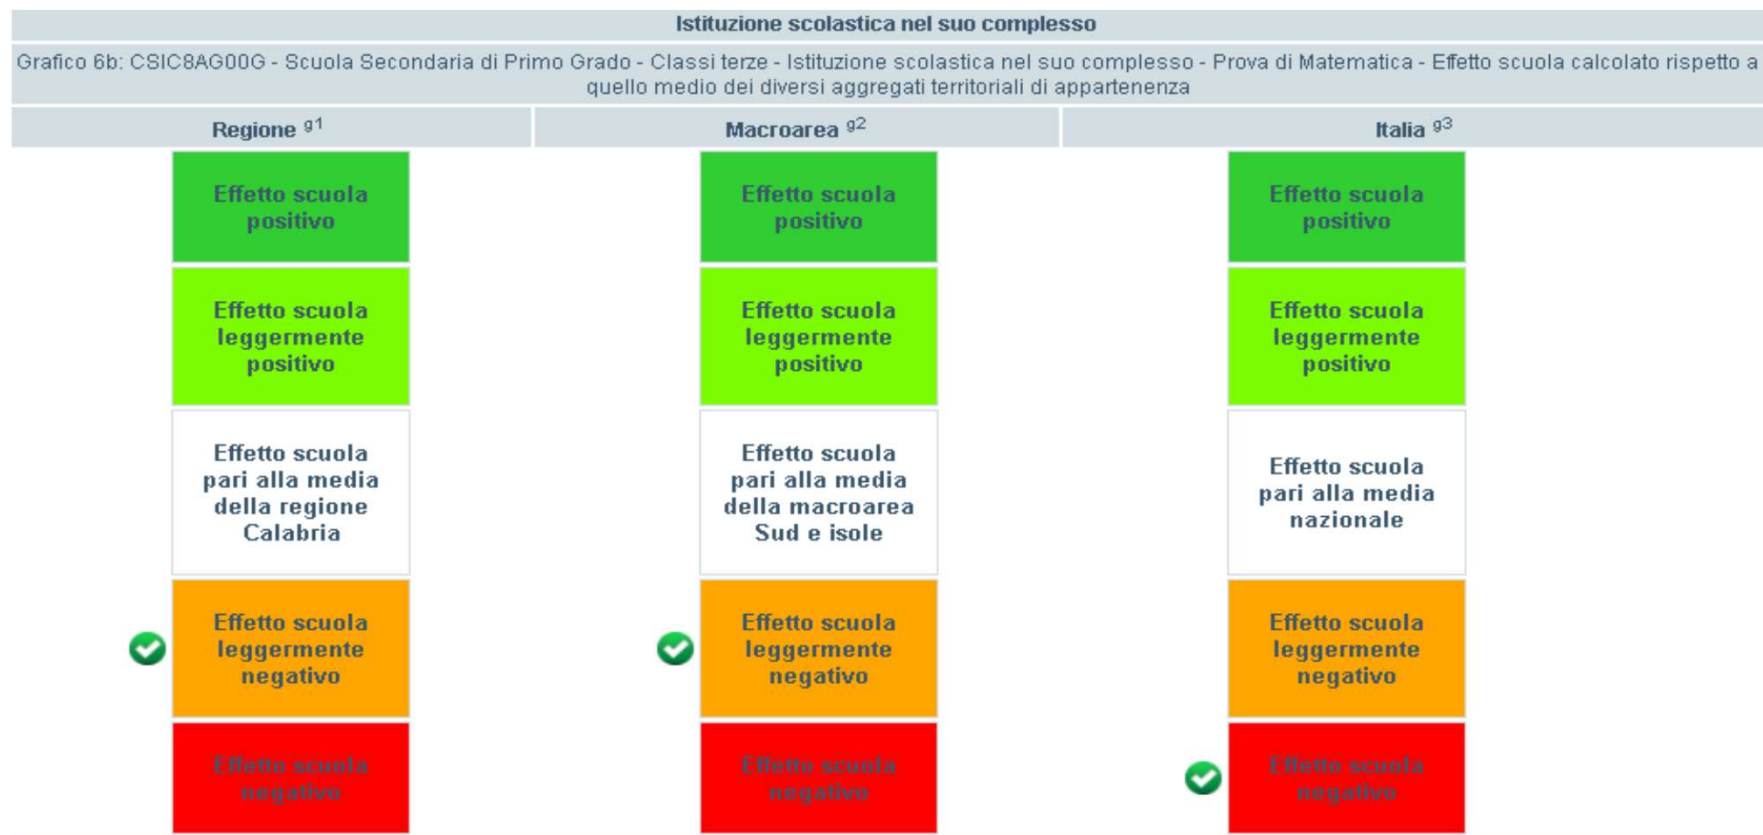 Istituzione scolastica nel suo complesso
Grafico 6b: CSIC8AG00G - Scuola Secondaria di Primo Grado - Classi terze - Istituzione scolastica nel suo complesso - Prova di Matematica - Effetto scuola calcolato rispetto a
quello medio dei diversi aggregati territoriali di appartenenza
Regione g1
Macroarea g2
Italia g3
Effetto scuola
positivo
Effetto scuola
positivo
Effetto scuola
positivo
Effetto scuola
leggermente
positivo
Effetto scuola
leggermente
positivo
Effetto scuola
leggermente
positivo
Effetto scuola
pari alla media
della regione
Calabria
Effetto scuola
pari alla media
della macroarea
Sud e isole
Effetto scuola
pari alla media
nazionale
Effetto scuola
leggermente
negativo
Effetto scuola
leggermente
negativo
Effetto scuola
leggermente
negativo
Effetto scuola
negativo
Effetto scuola
negativo
Effetto scuola
negativo